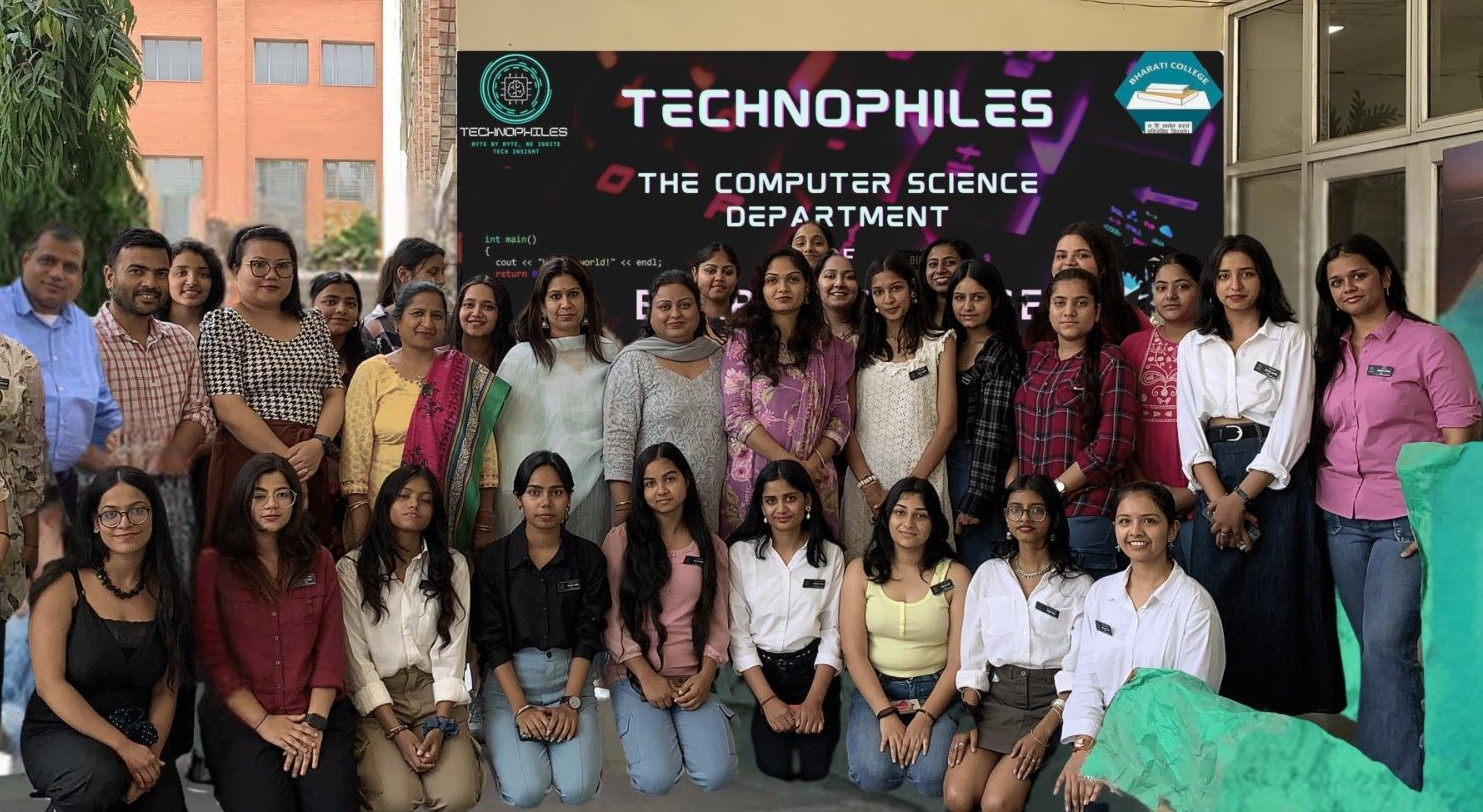 TECHNOPHILES
BYTE BY BYTE, WE IGNITE
TECH INSIGHT
TECHNOPHILES
BHARATI COLLEGE
THE COMPUTER SCIENCE
DEPARTMENT
int main()
{
cout << "H world!" << endl;
return